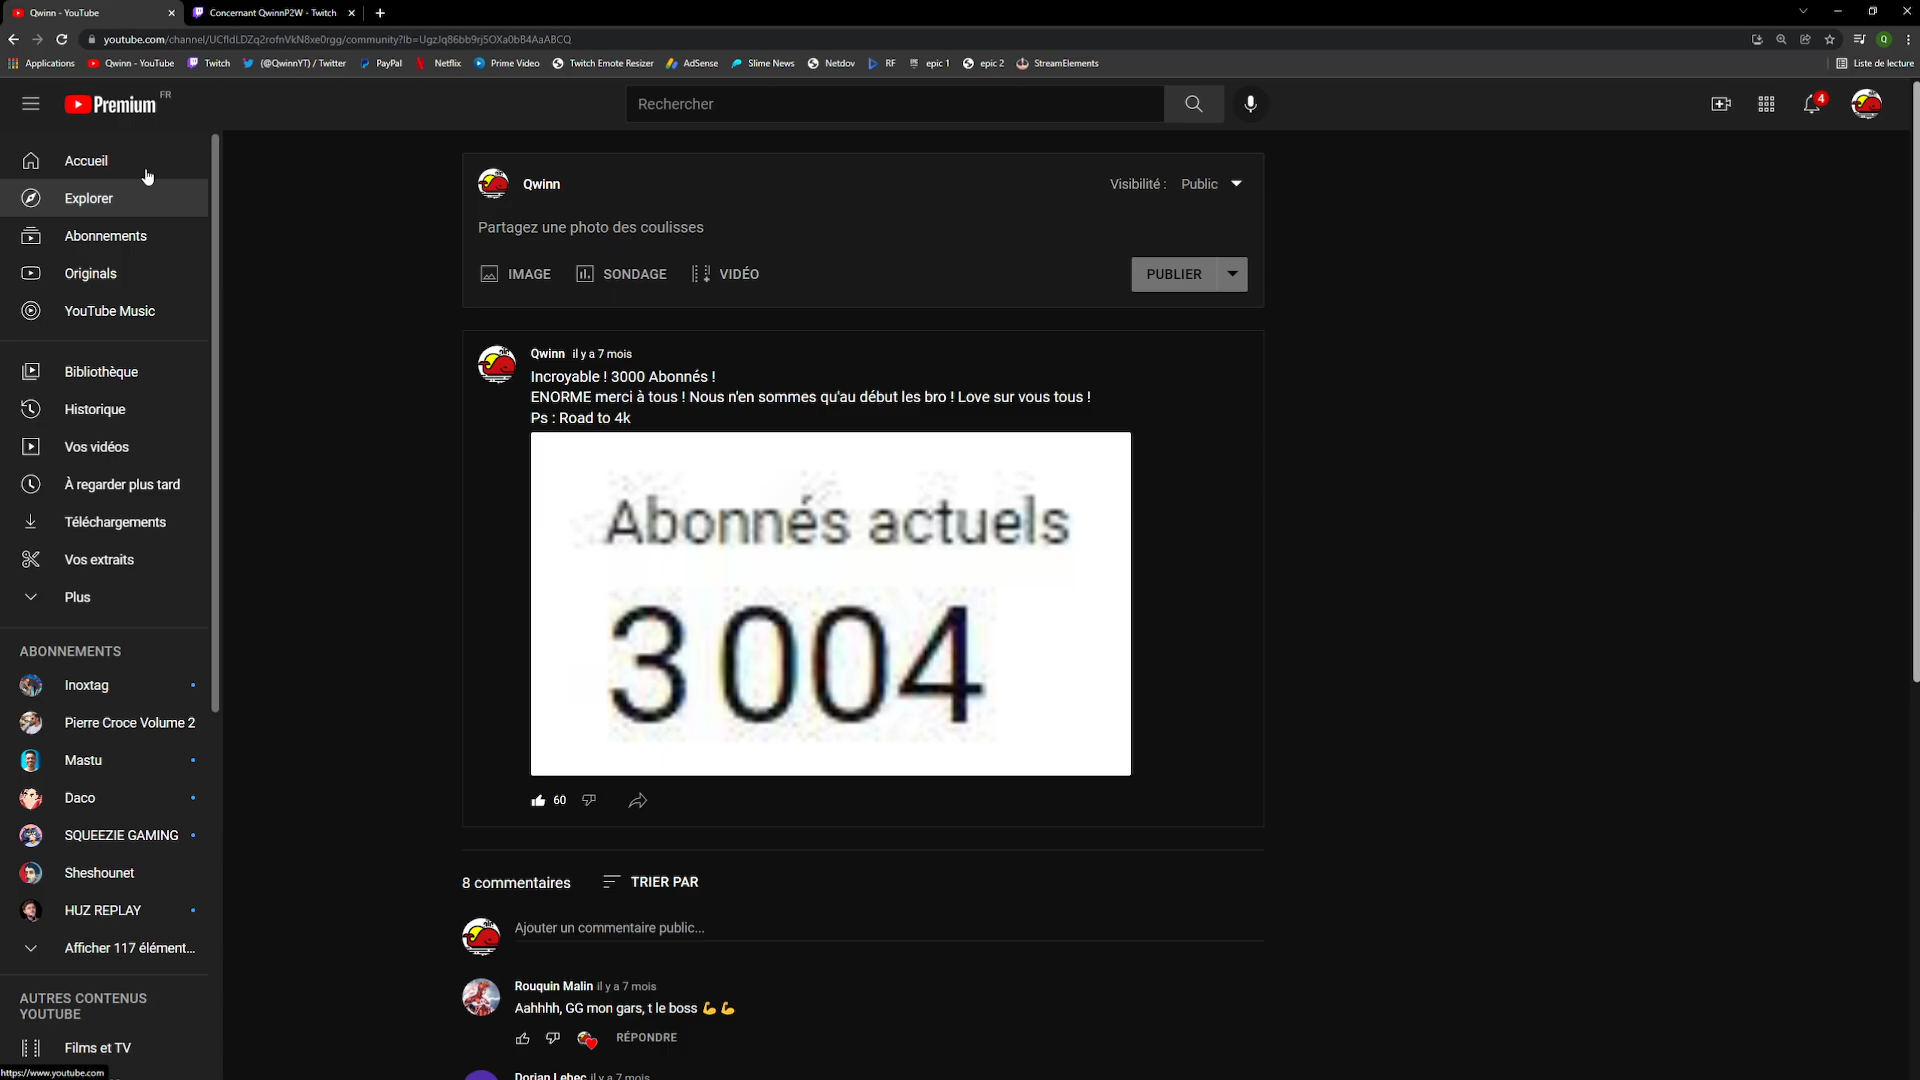 Qwinn - YouTube
Concernant QwinnP2W - Twitch
youtube.com/channel/UCfIdLDZq2rofnVkN8xe0rgg/community?lb=UgzJq86bb9rj5OXa0bB4AaABCQ
Applications
Qwinn - YouTube
Twitch
(@QwinnYT) / Twitter
PayPal
Netflix
Prime Video
Twitch Emote Resizer
AdSense
Slime News
Netdov
RF
epic 1
epic 2
StreamElements
Liste de lecture
Premium FR
Rechercher
4
Accueil
Explorer
Abonnements
Originals
YouTube Music
Bibliothèque
Historique
Vos vidéos
À regarder plus tard
Téléchargements
Vos extraits
Plus
ABONNEMENTS
Inoxtag
Pierre Croce Volume 2
Mastu
Daco
SQUEEZIE GAMING
Sheshounet
HUZ REPLAY
Afficher 117 élément...
AUTRES CONTENUS
YOUTUBE
Films et TV
https://www.youtube.com
Qwinn
Visibilité : Public
Partagez une photo des coulisses
IMAGE
SONDAGE
VIDÉO
PUBLIER
Qwinn il y a 7 mois
Incroyable ! 3000 Abonnés !
ENORME merci à tous ! Nous n'en sommes qu'au début les bro ! Love sur vous tous !
Ps : Road to 4k
Abonnés actuels
3 004
60
8 commentaires
TRIER PAR
Ajouter un commentaire public...
Rouquin Malin il y a 7 mois
Aahhhh, GG mon gars, t le boss 💪💪
RÉPONDRE
Dorian Lebec il y a 7 mois